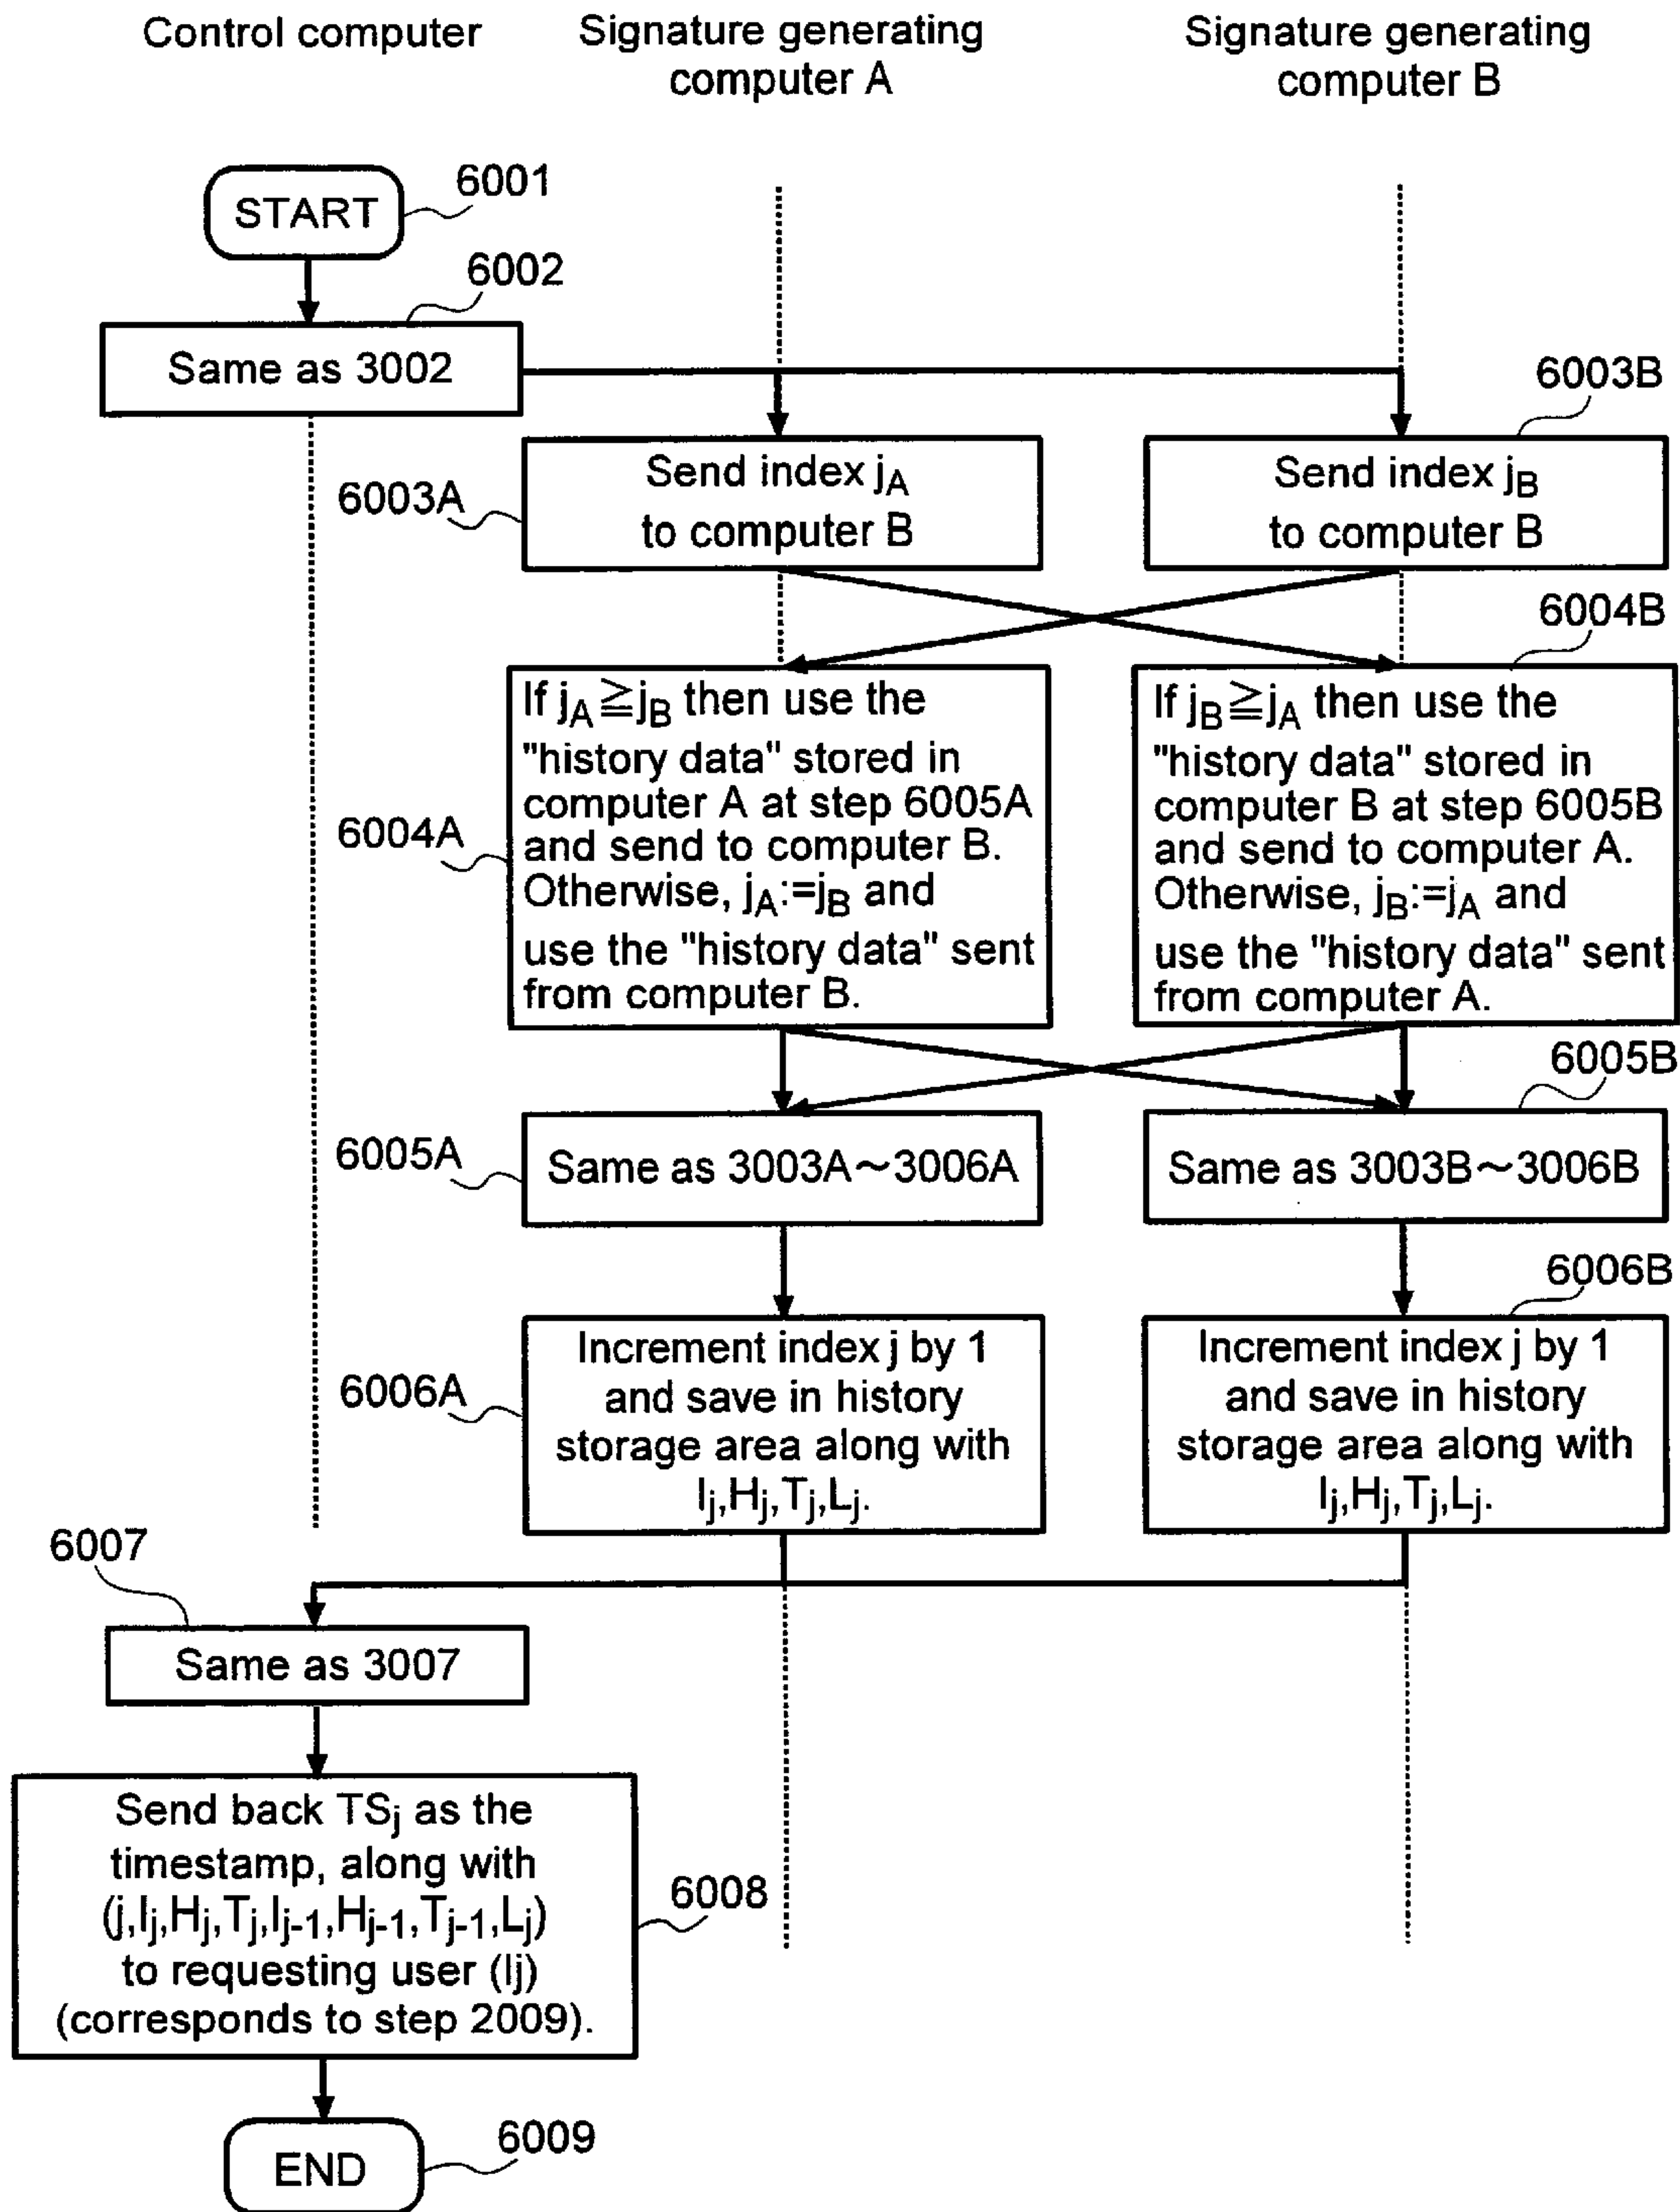 Control computer
Signature generating
computer A
Signature generating
computer B
START
6001
6002
Same as 3002
6003B
6003A
Send index jA
to computer B
Send index jB
to computer B
6004B
6004A
If jA≧jB then use the
"history data" stored in
computer A at step 6005A
and send to computer B.
Otherwise, jA:=jB and
use the "history data" sent
from computer B.
If jB≧jA then use the
"history data" stored in
computer B at step 6005B
and send to computer A.
Otherwise, jB:=jA and
use the "history data" sent
from computer A.
6005B
6005A
Same as 3003A~3006A
Same as 3003B~3006B
6006B
6006A
Increment index j by 1
and save in history
storage area along with
Ij,Hj,Tj,Lj.
Increment index j by 1
and save in history
storage area along with
Ij,Hj,Tj,Lj.
6007
Same as 3007
Send back TSj as the
timestamp, along with
(j,Ij,Hj,Tj,Ij-1,Hj-1,Tj-1,Lj)
to requesting user (Ij)
(corresponds to step 2009).
6008
END
6009